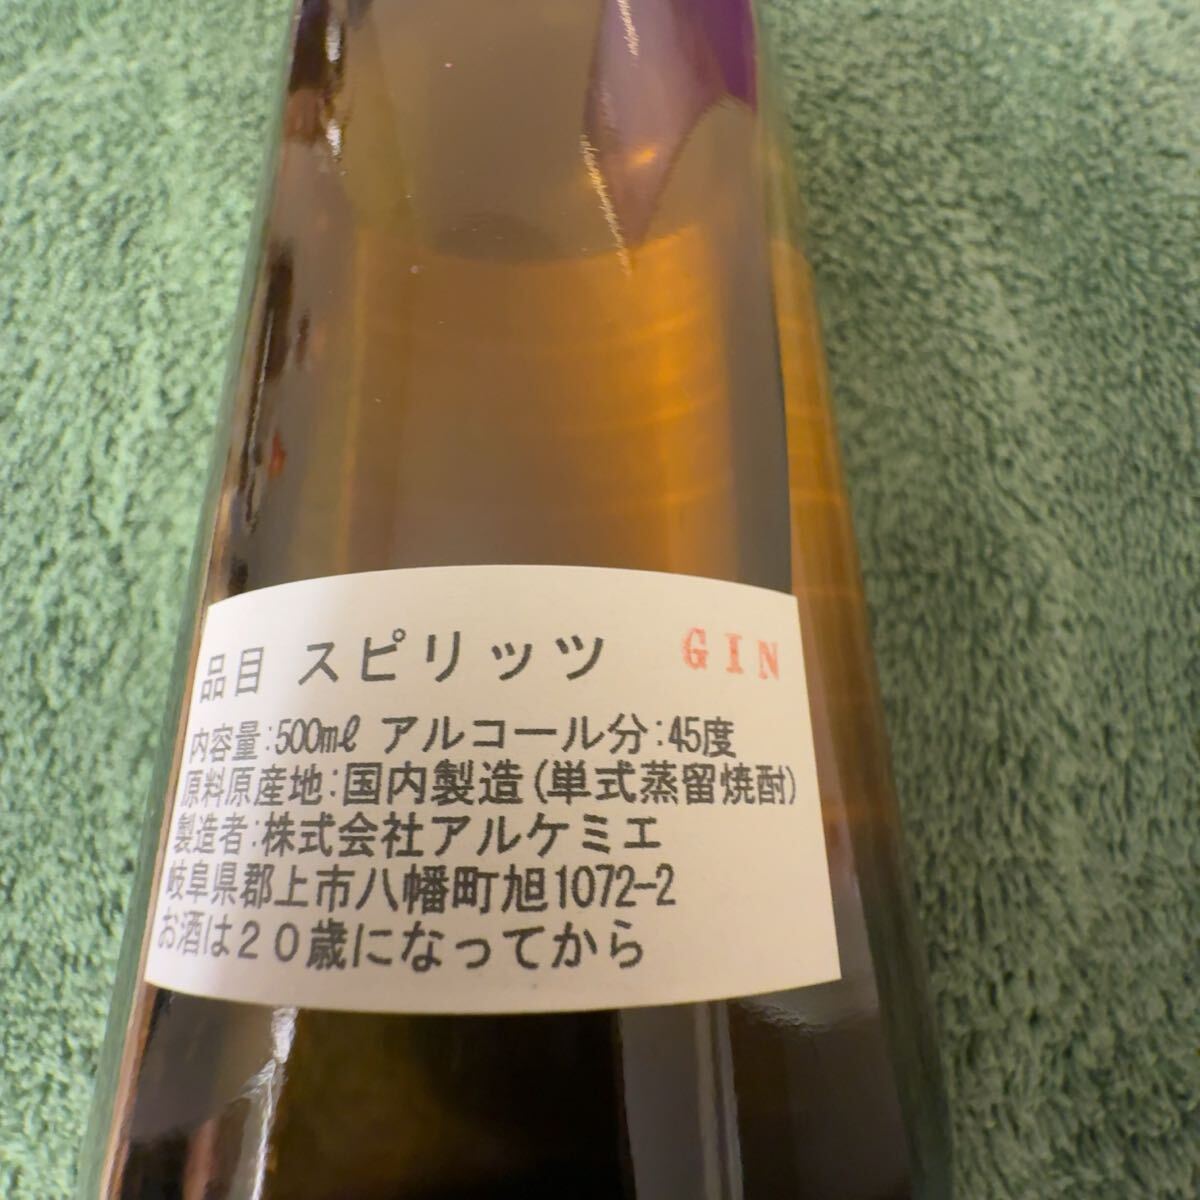 品目 スピリッツ GIN
内容量:500mℓ アルコール分:45度
原料原産地:国内製造(単式蒸留焼酎)
製造者:株式会社アルケミエ
岐阜県郡上市八幡町旭1072-2
お酒は20歳になってから